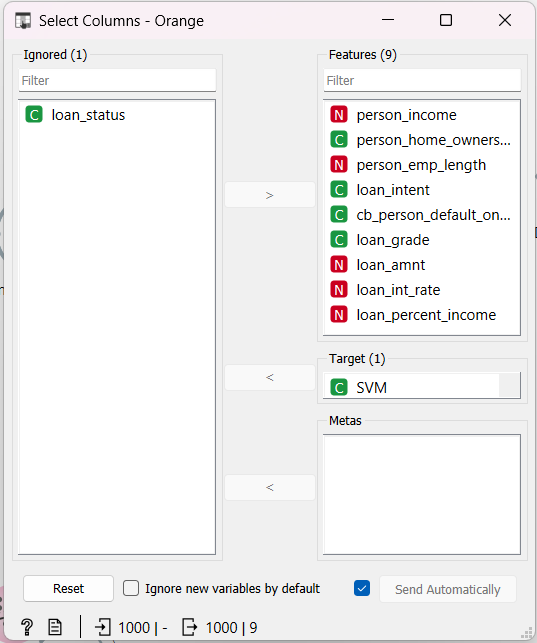 Select Columns - Orange
Ignored (1)
Filter
C loan_status
>
<
<
Features (9)
Filter
N person_income
C person_home_owners...
N person_emp_length
C loan_intent
C cb_person_default_on...
C loan_grade
N loan_amnt
N loan_int_rate
N loan_percent_income
Target (1)
C SVM
Metas
Reset
Ignore new variables by default
Send Automatically
? 1000 | - 1000 | 9